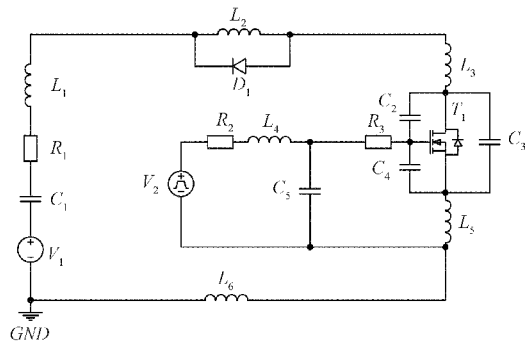 L₂
D₁
L₁
L₃
C₂
T₁
R₂
L₄
R₃
C₃
R₁
C₄
V₂
C₅
C₁
L₅
V₁
L₆
GND